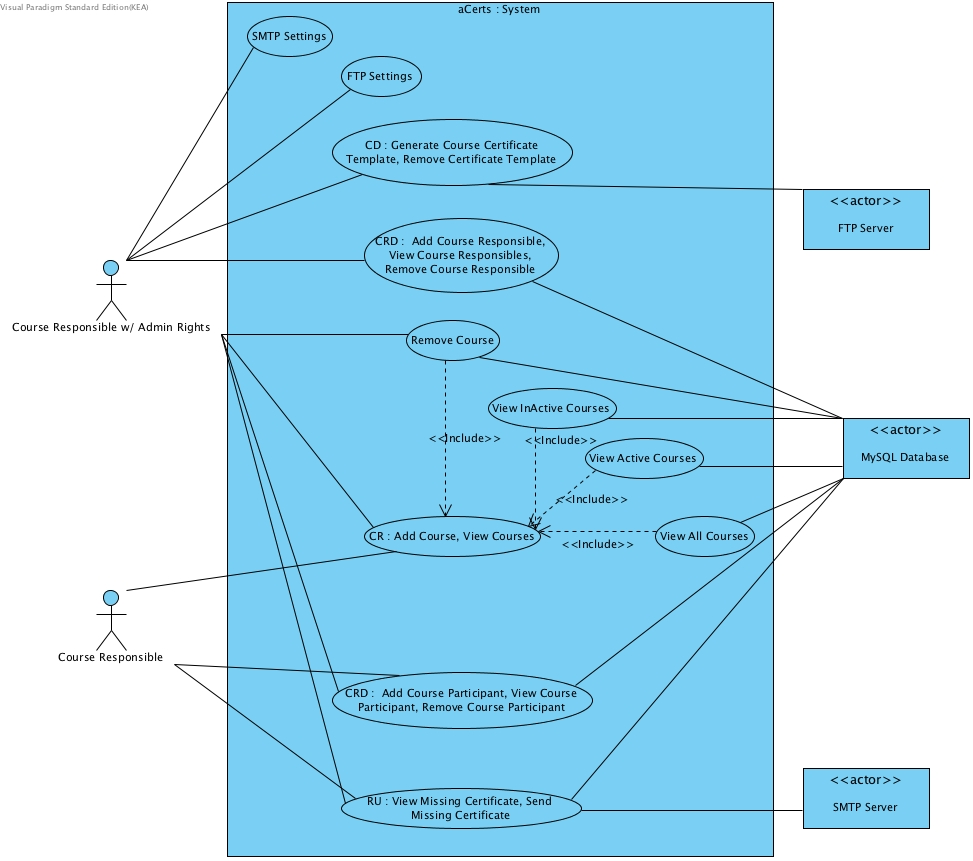 Visual Paradigm Standard Edition(KEA)
aCerts : System
SMTP Settings
FTP Settings
CD : Generate Course Certificate
Template, Remove Certificate Template
<<actor>>
FTP Server
CRD :  Add Course Responsible,
View Course Responsibles,
Remove Course Responsible
Course Responsible w/ Admin Rights
Remove Course
View InActive Courses
<<actor>>
MySQL Database
<<Include>>
<<Include>>
View Active Courses
<<Include>>
CR : Add Course, View Courses
View All Courses
<<Include>>
Course Responsible
CRD :  Add Course Participant, View Course
Participant, Remove Course Participant
RU : View Missing Certificate, Send
Missing Certificate
<<actor>>
SMTP Server